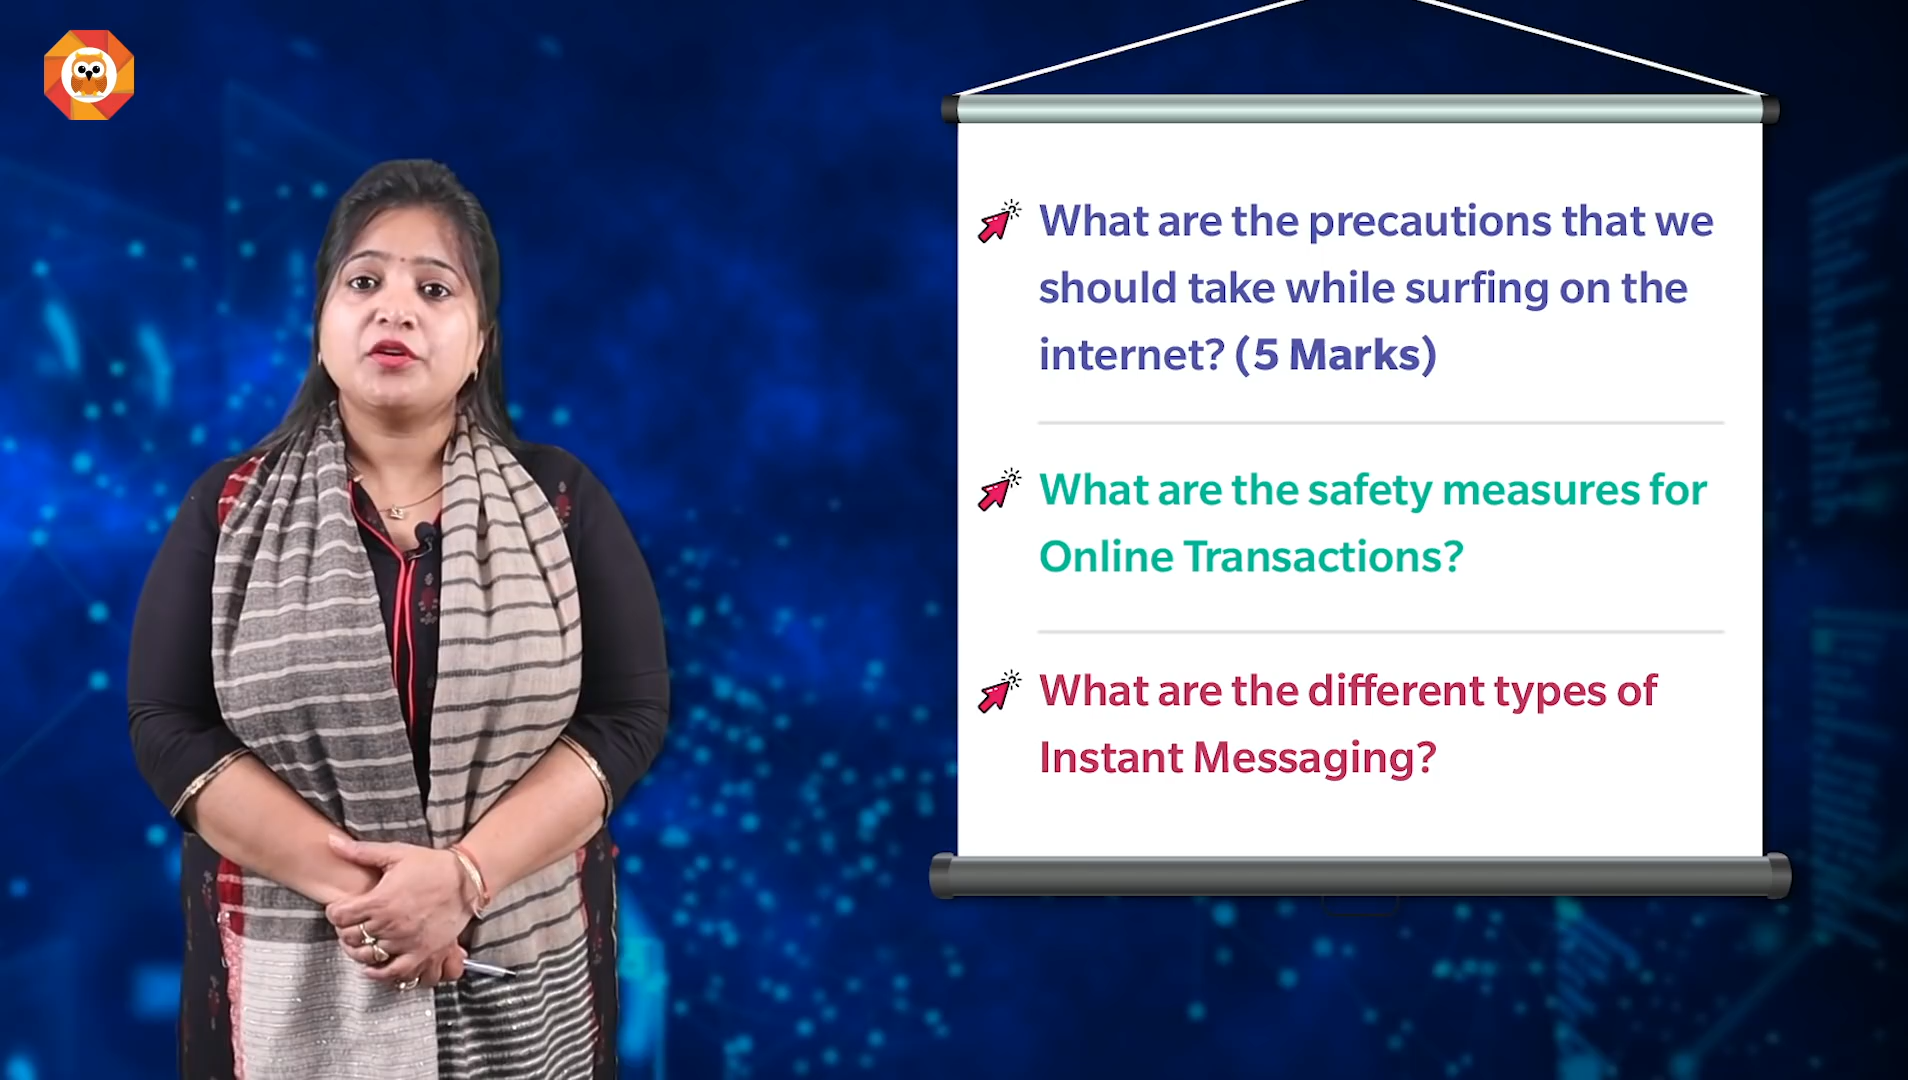 What are the precautions that we
should take while surfing on the
internet? (5 Marks)
What are the safety measures for
Online Transactions?
What are the different types of
Instant Messaging?